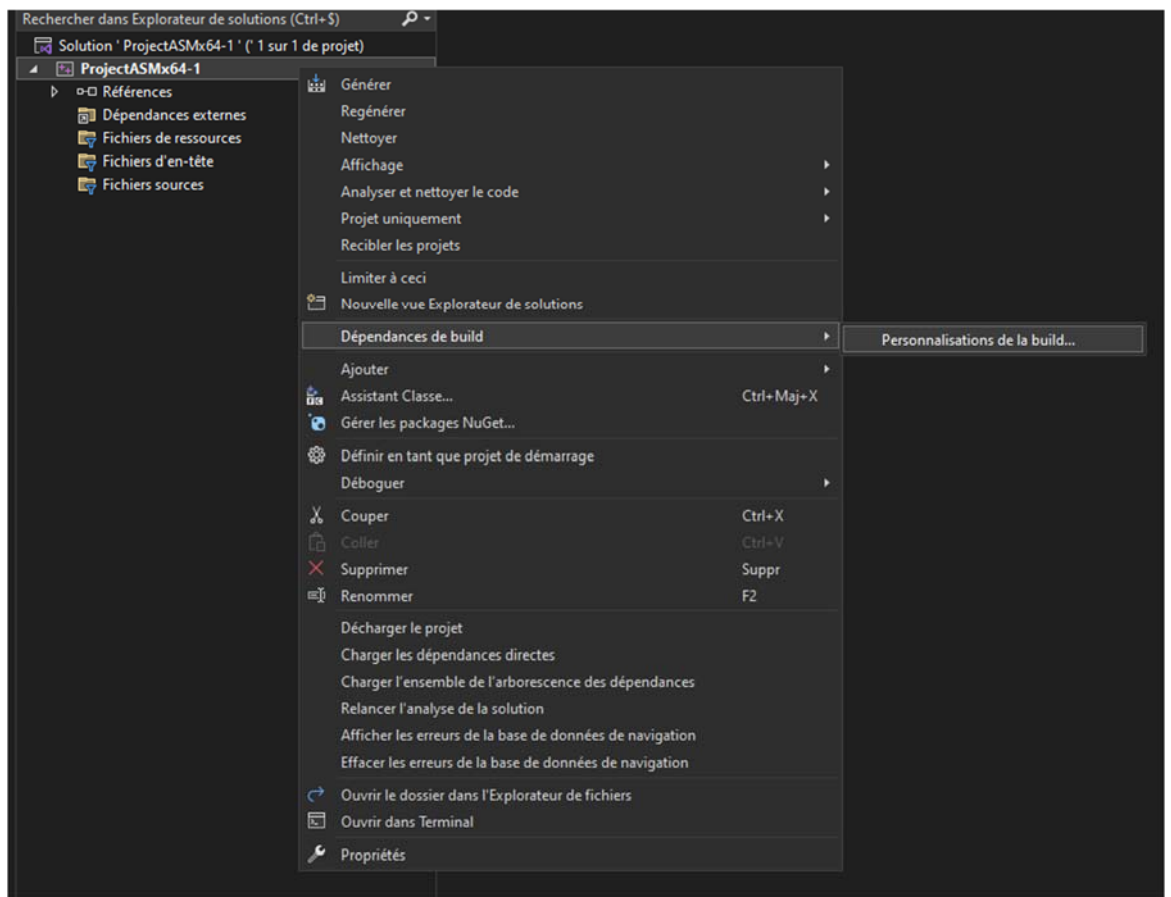 Rechercher dans Explorateur de solutions (Ctrl+$)
Solution ' ProjectASMx64-1 ' (' 1 sur 1 de projet)
ProjectASMx64-1
Références
Dépendances externes
Fichiers de ressources
Fichiers d'en-tête
Fichiers sources
Générer
Regénérer
Nettoyer
Affichage
Analyser et nettoyer le code
Projet uniquement
Recibler les projets
Limiter à ceci
Nouvelle vue Explorateur de solutions
Dépendances de build
Personnalisations de la build...
Ajouter
Assistant Classe... Ctrl+Maj+X
Gérer les packages NuGet...
Définir en tant que projet de démarrage
Déboguer
Couper Ctrl+X
Coller Ctrl+V
Supprimer Suppr
Renommer F2
Décharger le projet
Charger les dépendances directes
Charger l'ensemble de l'arborescence des dépendances
Relancer l'analyse de la solution
Afficher les erreurs de la base de données de navigation
Effacer les erreurs de la base de données de navigation
Ouvrir le dossier dans l'Explorateur de fichiers
Ouvrir dans Terminal
Propriétés